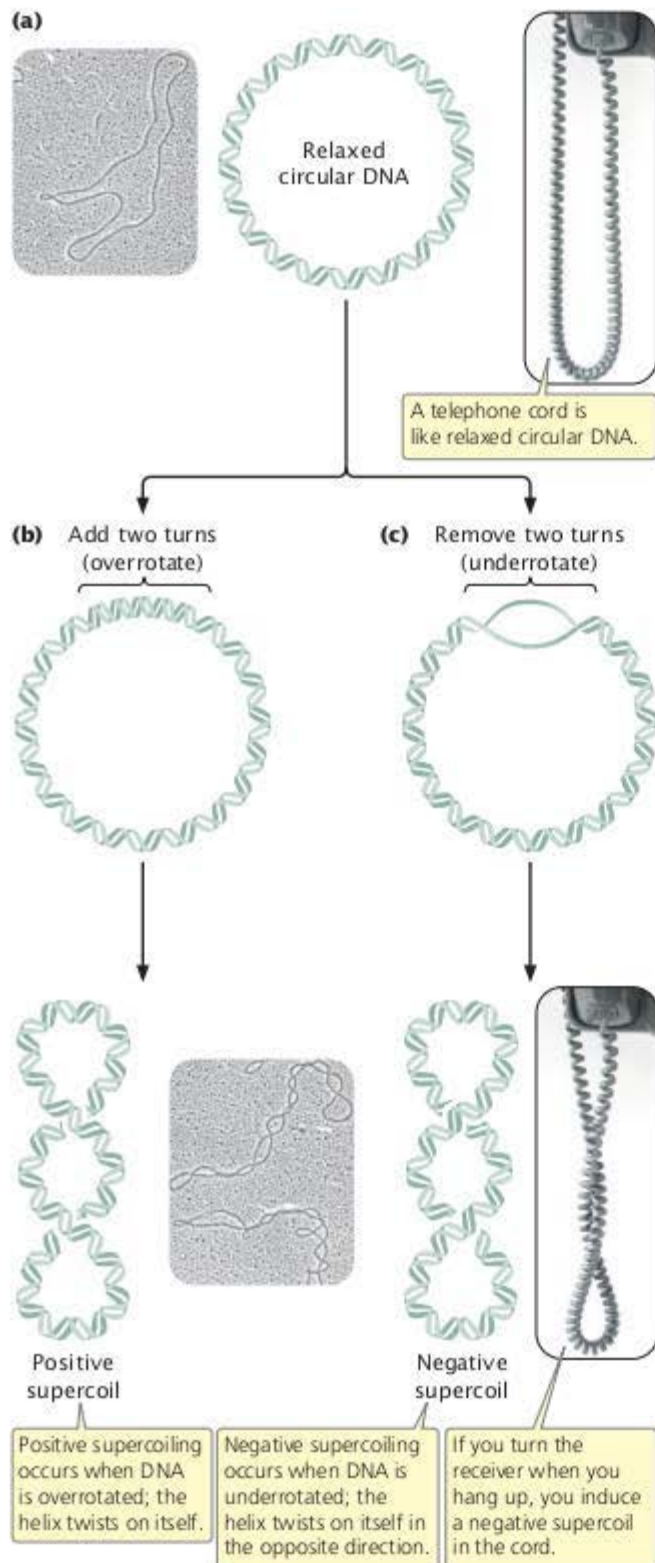 (a)
Relaxed
circular DNA
A telephone cord is
like relaxed circular DNA.
(b) Add two turns
(overrotate)
(c) Remove two turns
(underrotate)
Positive
supercoil
Negative
supercoil
Positive supercoiling
occurs when DNA
is overrotated; the
helix twists on itself.
Negative supercoiling
occurs when DNA is
underrotated; the
helix twists on itself in
the opposite direction.
If you turn the
receiver when you
hang up, you induce
a negative supercoil
in the cord.